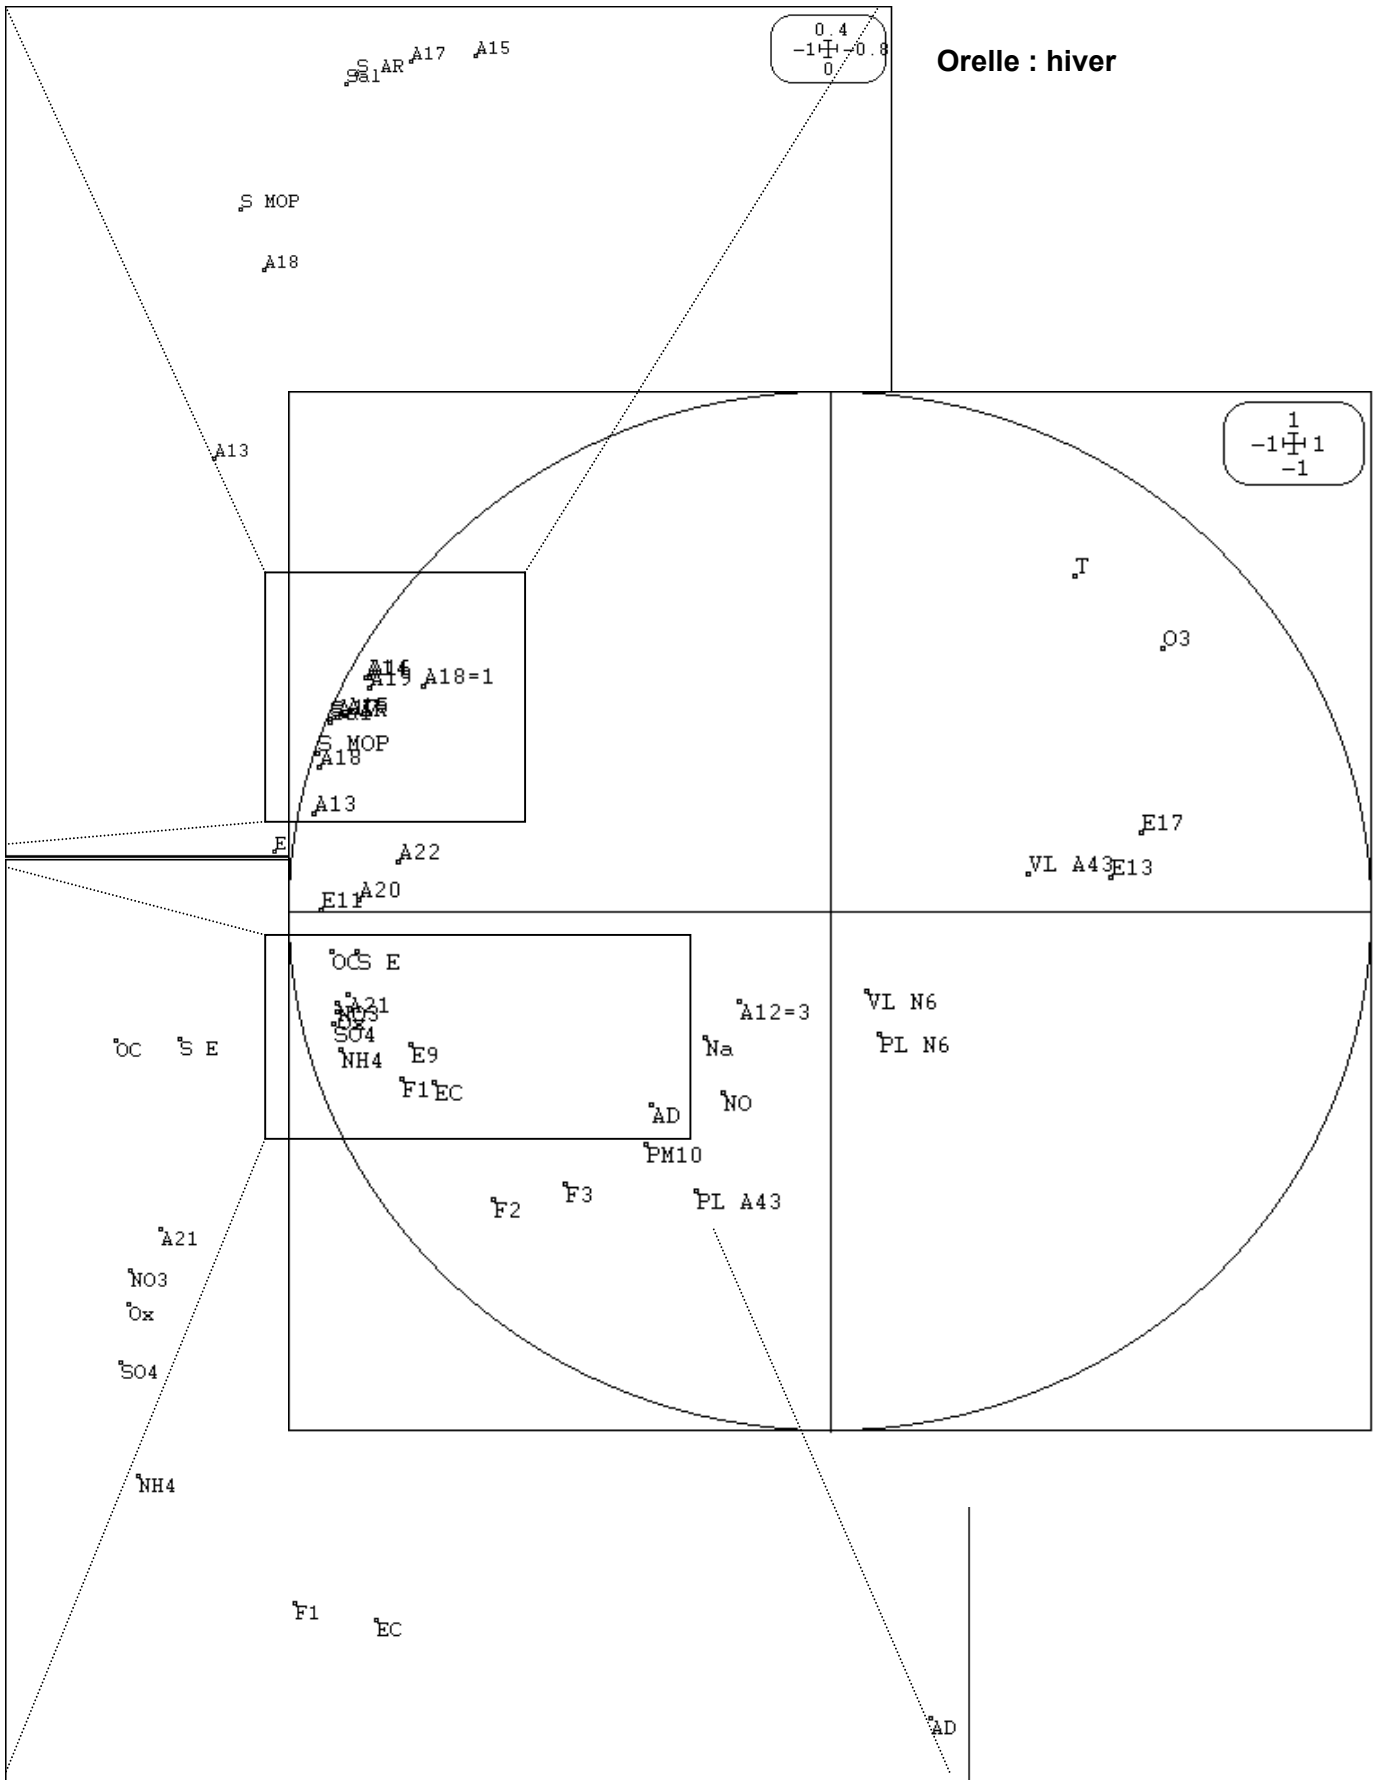 0.4
A17
A15
S AR
Sal
-1
-0.8
0
Orelle : hiver
S MOP
A18
A13
1
-1
1
-1
T
O3
A14
A19
A18=1
S MOP
A18
A13
E17
E
A22
VL A43
E13
A20
E11
OC
S E
A21
NO3
Ox
SO4
NH4
E9
F1
EC
A12=3
Na
NO
VL N6
PL N6
OC
S E
AD
PM10
F3
F2
PL A43
A21
NO3
Ox
SO4
NH4
F1
EC
AD